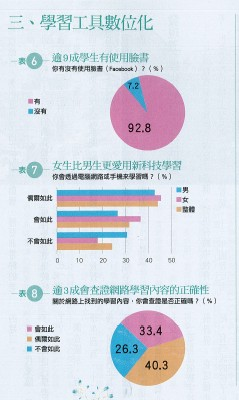 三、學習工具數位化
表 6 逾9成學生有使用臉書
你有沒有使用臉書（Facebook）？（%）
有
沒有
7.2
92.8
表 7 女生比男生更愛用新科技學習
你會透過電腦網路或手機來學習嗎？（%）
偶爾如此
會如此
不會如此
男
女
整體
0 10 20 30 40 50
表 8 逾3成會查證網路學習內容的正確性
關於網路上找到的學習內容，你會查證是否正確嗎？（%）
會如此
偶爾如此
不會如此
33.4
26.3
40.3